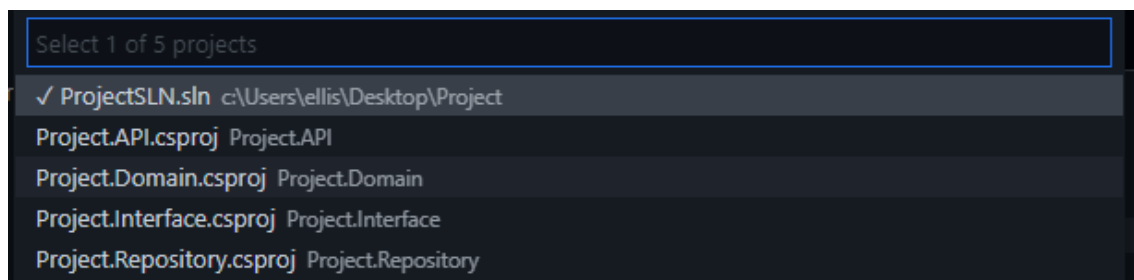 Select 1 of 5 projects
✓ ProjectSLN.sln c:\Users\ellis\Desktop\Project
Project.API.csproj Project.API
Project.Domain.csproj Project.Domain
Project.Interface.csproj Project.Interface
Project.Repository.csproj Project.Repository